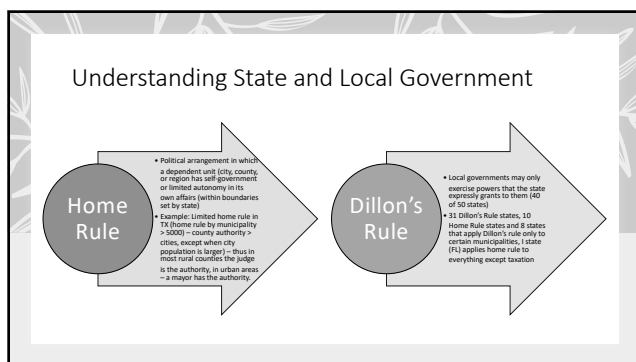 Understanding State and Local Government
Home
Rule
• Political arrangement in which
a dependent unit (city, county,
or region has self-government
or limited autonomy in its
own affairs (within boundaries
set by state)
• Example: Limited home rule in
TX (home rule by municipality
> 5000) – county authority >
cities, except when city
population is larger) – thus in
most rural counties the judge
is the authority, in urban areas
– a mayor has the authority.
Dillon's
Rule
• Local governments may only
exercise powers that the state
expressly grants to them (40
of 50 states)
• 31 Dillon's Rule states, 10
Home Rule states and 8 states
that apply Dillon's rule only to
certain municipalities, I state
(FL) applies home rule to
everything except taxation